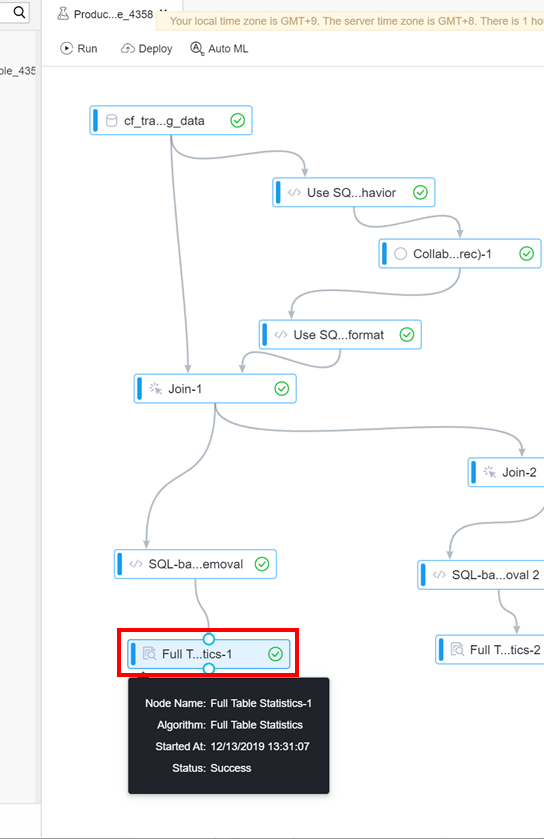 Produc...e_4358
Your local time zone is GMT+9. The server time zone is GMT+8. There is 1 ho
Run Deploy Auto ML
ble_435
cf_tra...g_data
Use SQ...havior
Collab...rec)-1
Use SQ...format
Join-1
Join-2
SQL-ba...emoval
SQL-ba...oval 2
Full T...tics-1
Full T...tics-2
Node Name: Full Table Statistics-1
Algorithm: Full Table Statistics
Started At: 12/13/2019 13:31:07
Status: Success